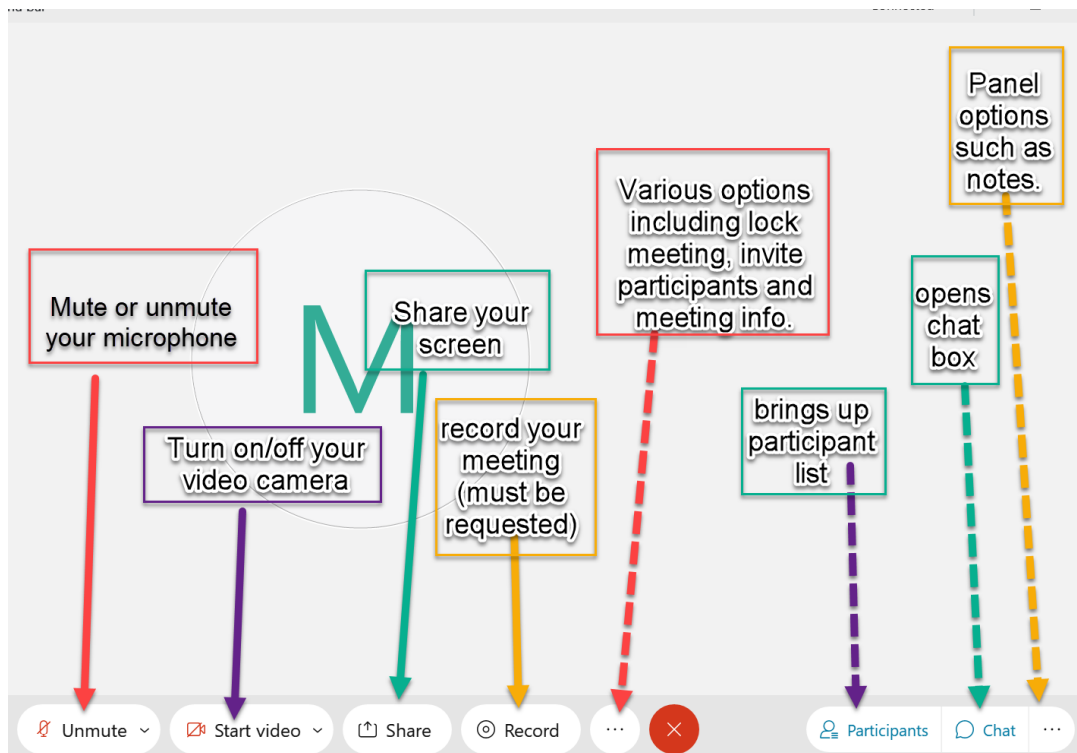 Panel
options
such as
notes.
Various options
including lock
meeting, invite
participants and
meeting info.
Mute or unmute
your microphone
Share your
screen
opens
chat
box
M
Turn on/off your
video camera
record your
meeting
(must be
requested)
brings up
participant
list
Unmute
Start video
Share
Record
...
Participants
Chat
...